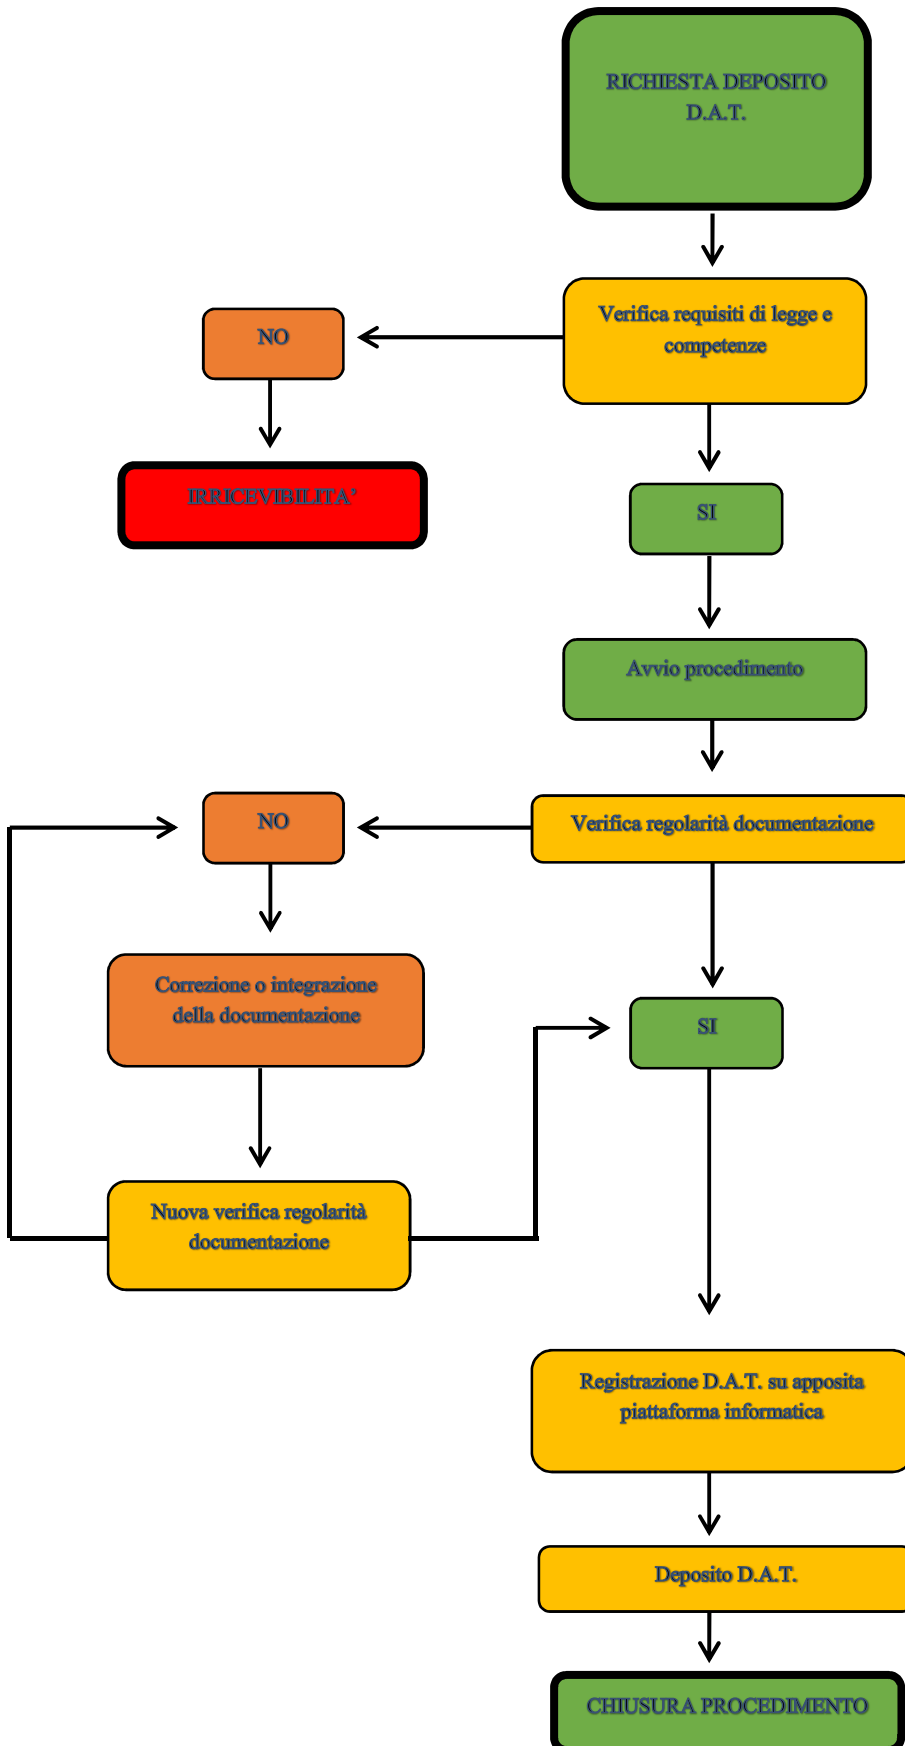 RICHIESTA DEPOSITO
D.A.T.
Verifica requisiti di legge e
competenze
NO
IRRICEVIBILITA’
SI
Avvio procedimento
NO
Verifica regolarità documentazione
Correzione o integrazione
della documentazione
SI
Nuova verifica regolarità
documentazione
Registrazione D.A.T. su apposita
piattaforma informatica
Deposito D.A.T.
CHIUSURA PROCEDIMENTO